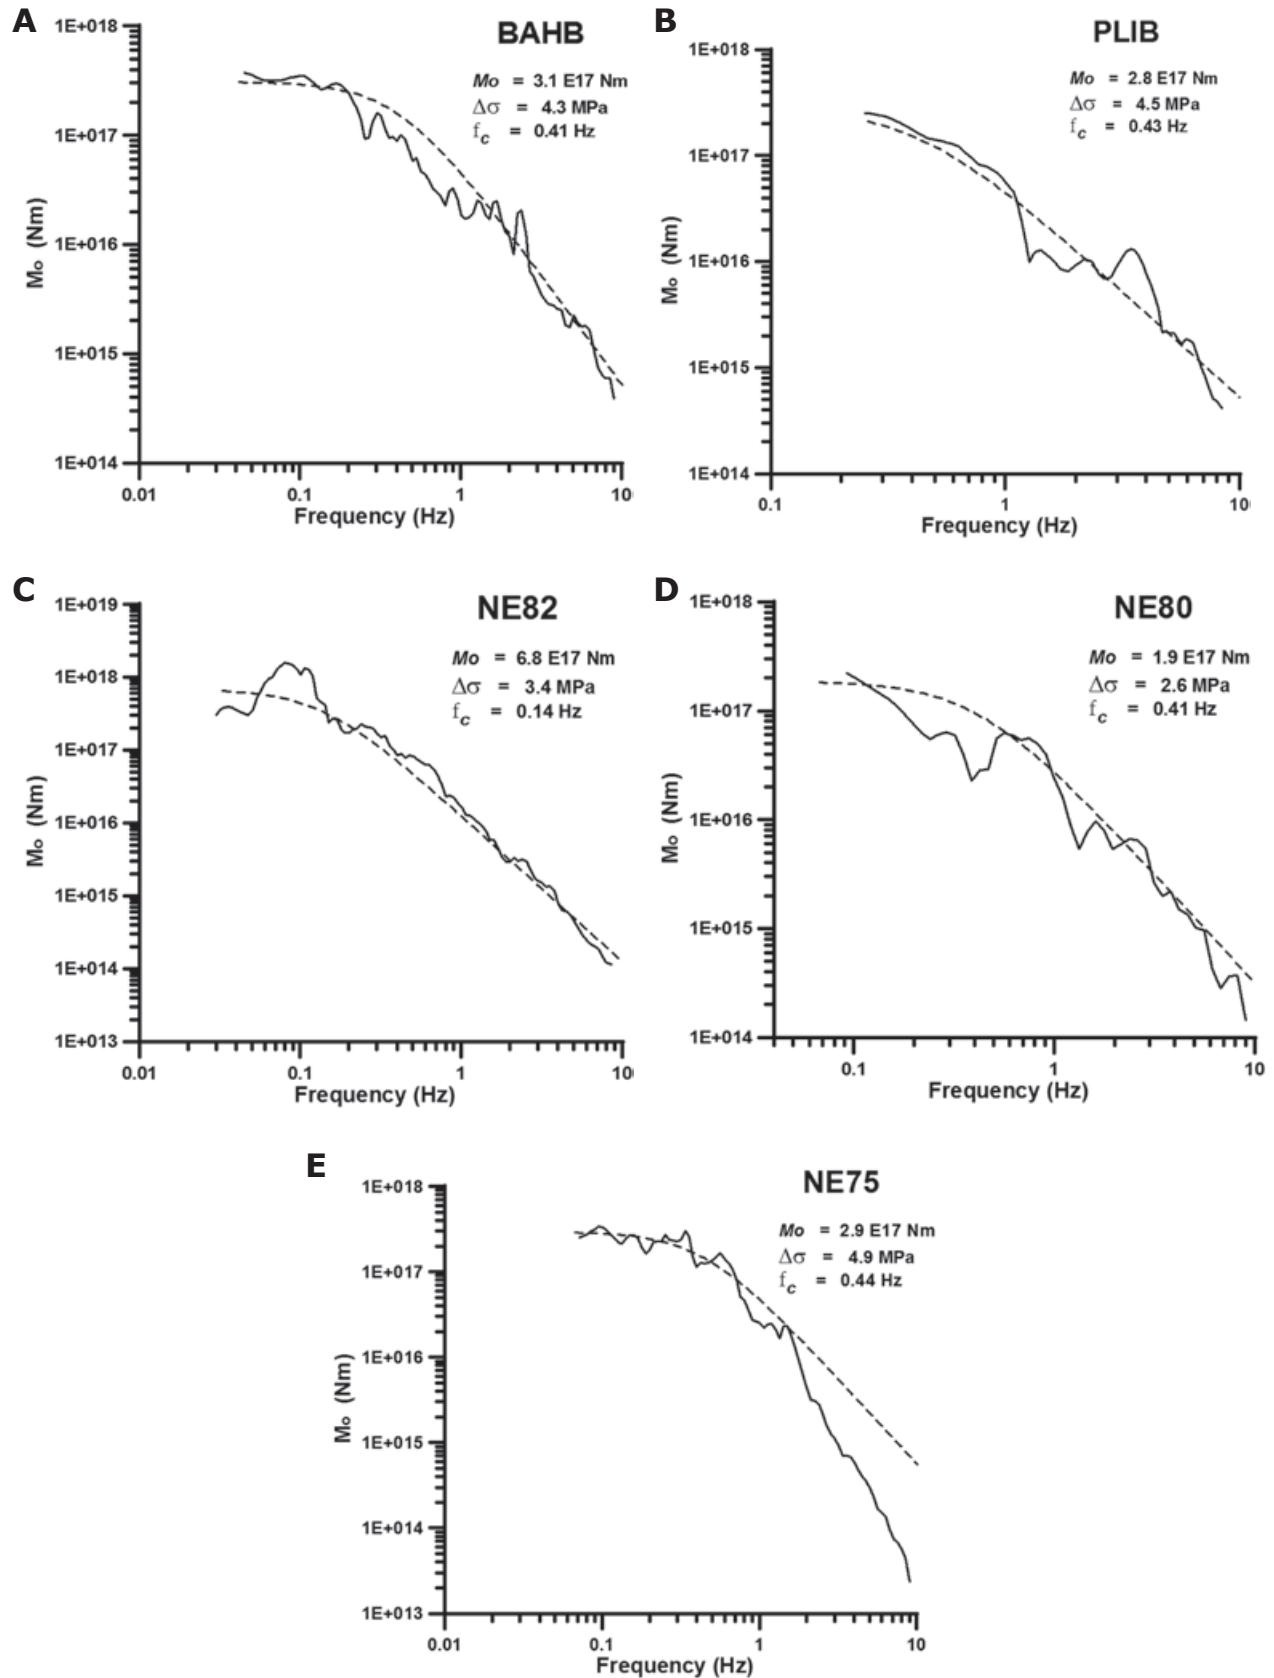 A
BAHB
Mo = 3.1 E17 Nm
Δσ = 4.3 MPa
fc = 0.41 Hz
1E+018
1E+017
1E+016
1E+015
1E+014
Mo (Nm)
0.01 0.1 1 10
Frequency (Hz)
B
PLIB
Mo = 2.8 E17 Nm
Δσ = 4.5 MPa
fc = 0.43 Hz
1E+018
1E+017
1E+016
1E+015
1E+014
Mo (Nm)
0.1 1 10
Frequency (Hz)
C
NE82
Mo = 6.8 E17 Nm
Δσ = 3.4 MPa
fc = 0.14 Hz
1E+019
1E+018
1E+017
1E+016
1E+015
1E+014
1E+013
Mo (Nm)
0.01 0.1 1 10
Frequency (Hz)
D
NE80
Mo = 1.9 E17 Nm
Δσ = 2.6 MPa
fc = 0.41 Hz
1E+018
1E+017
1E+016
1E+015
1E+014
Mo (Nm)
0.1 1 10
Frequency (Hz)
E
NE75
Mo = 2.9 E17 Nm
Δσ = 4.9 MPa
fc = 0.44 Hz
1E+018
1E+017
1E+016
1E+015
1E+014
1E+013
Mo (Nm)
0.01 0.1 1 10
Frequency (Hz)